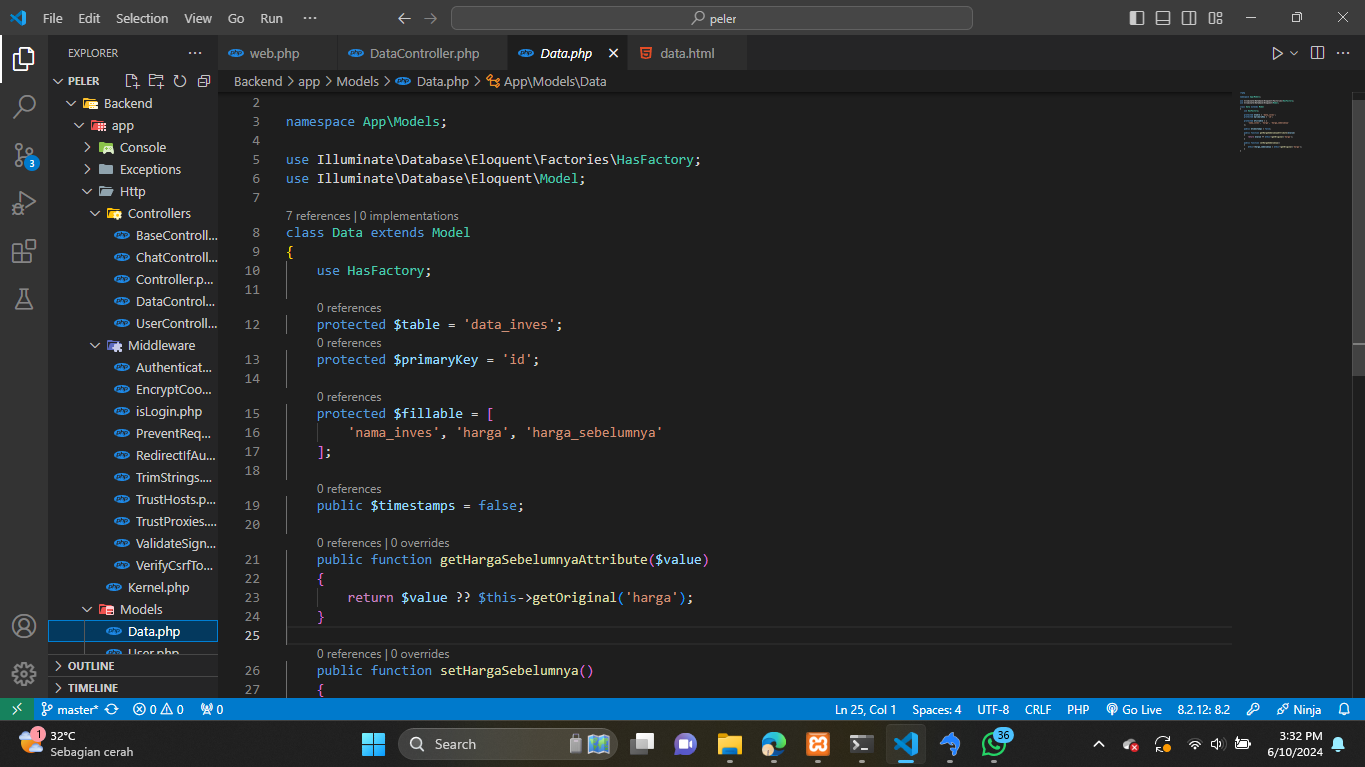 File Edit Selection View Go Run ··· peler
EXPLORER ···
PELER
Backend
app
Console
Exceptions
Http
Controllers
BaseControll...
ChatControll...
Controller.p...
DataControl...
UserControll...
Middleware
Authenticat...
EncryptCoo...
isLogin.php
PreventReq...
RedirectIfAu...
TrimStrings....
TrustHosts.p...
TrustProxies....
ValidateSign...
VerifyCsrfTo...
Kernel.php
Models
Data.php
User.php
OUTLINE
TIMELINE
3
web.php DataController.php Data.php data.html
Backend > app > Models > Data.php > App\Models\Data
2
3 namespace App\Models;
4
5 use Illuminate\Database\Eloquent\Factories\HasFactory;
6 use Illuminate\Database\Eloquent\Model;
7
7 references | 0 implementations
8 class Data extends Model
9 {
10 use HasFactory;
11
0 references
12 protected $table = 'data_inves';
0 references
13 protected $primaryKey = 'id';
14
0 references
15 protected $fillable = [
16 'nama_inves', 'harga', 'harga_sebelumnya'
17 ];
18
0 references
19 public $timestamps = false;
20
0 references | 0 overrides
21 public function getHargaSebelumnyaAttribute($value)
22 {
23 return $value ?? $this->getOriginal('harga');
24 }
25
0 references | 0 overrides
26 public function setHargaSebelumnya()
27 {
master* 0 0 0 Ln 25, Col 1 Spaces: 4 UTF-8 CRLF PHP Go Live 8.2.12: 8.2 Ninja
1 32°C
Sebagian cerah
Search
36
3:32 PM
6/10/2024